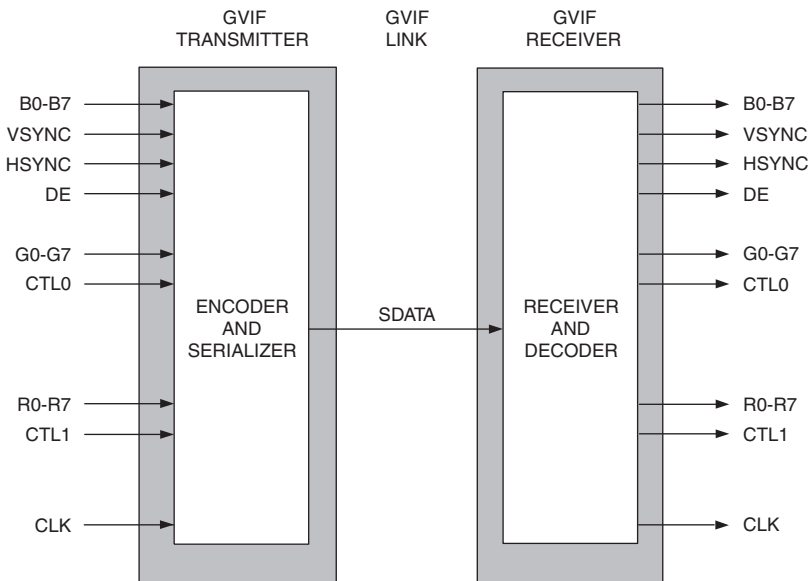 GVIF
TRANSMITTER
GVIF
LINK
GVIF
RECEIVER
B0-B7
VSYNC
HSYNC
DE
G0-G7
CTL0
R0-R7
CTL1
CLK
ENCODER
AND
SERIALIZER
SDATA
RECEIVER
AND
DECODER
B0-B7
VSYNC
HSYNC
DE
G0-G7
CTL0
R0-R7
CTL1
CLK